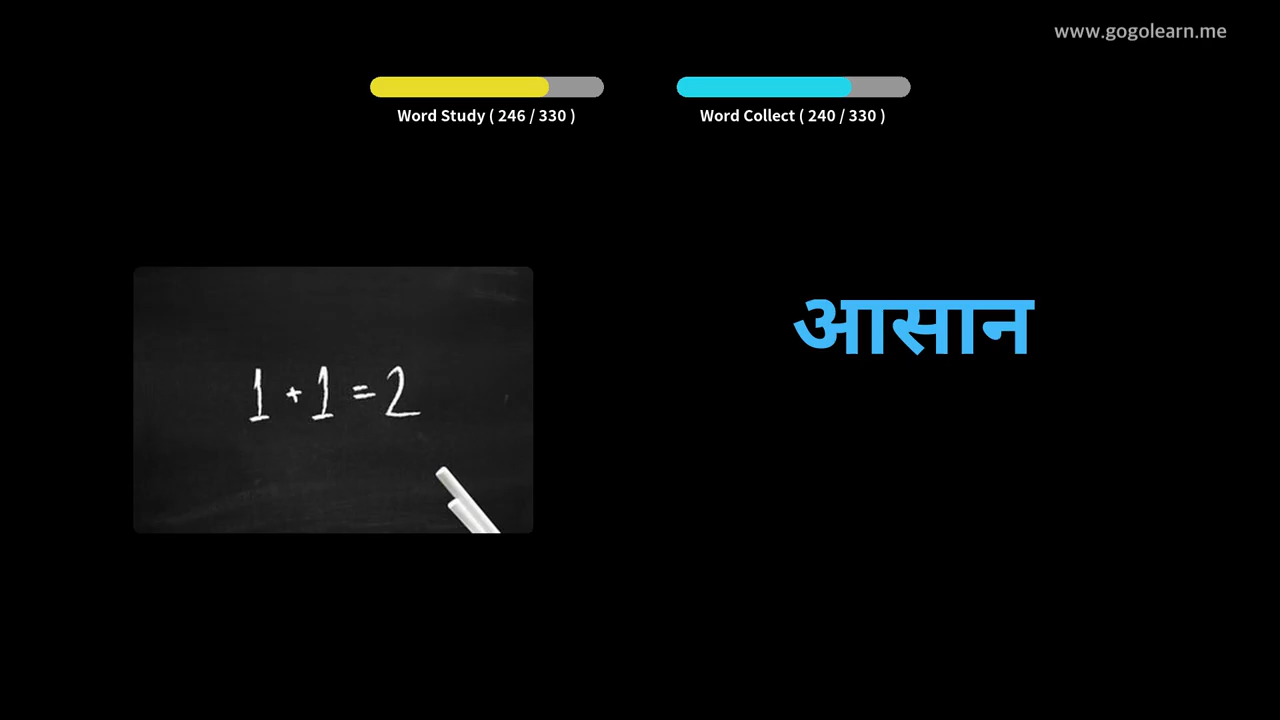 www.gogolearn.me
Word Study ( 246 / 330 )
Word Collect ( 240 / 330 )
आसान
1 + 1 = 2